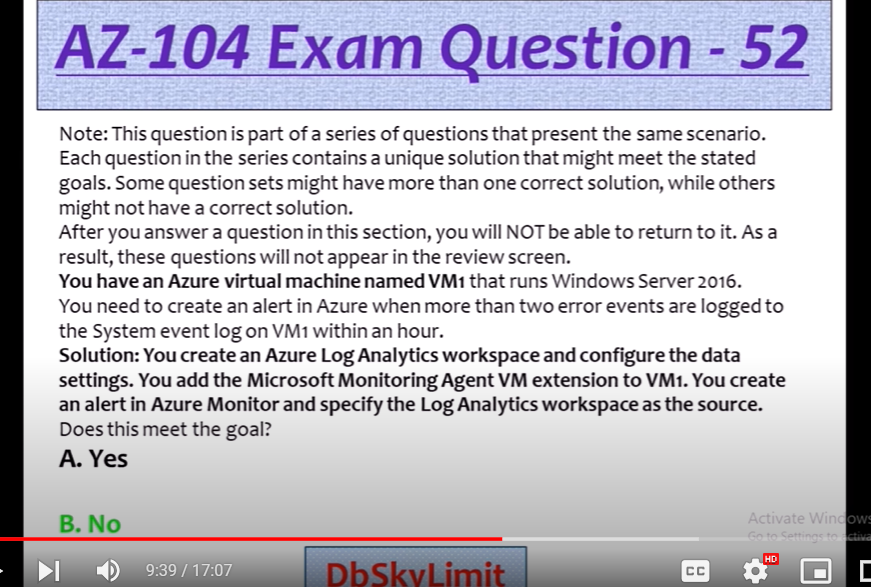 AZ-104 Exam Question - 52
Note: This question is part of a series of questions that present the same scenario.
Each question in the series contains a unique solution that might meet the stated
goals. Some question sets might have more than one correct solution, while others
might not have a correct solution.
After you answer a question in this section, you will NOT be able to return to it. As a
result, these questions will not appear in the review screen.
You have an Azure virtual machine named VM1 that runs Windows Server 2016.
You need to create an alert in Azure when more than two error events are logged to
the System event log on VM1 within an hour.
Solution: You create an Azure Log Analytics workspace and configure the data
settings. You add the Microsoft Monitoring Agent VM extension to VM1. You create
an alert in Azure Monitor and specify the Log Analytics workspace as the source.
Does this meet the goal?
A. Yes
B. No
Activate Windows
Go to Settings to activa
9:39 / 17:07
DbSkyLimit
CC
HD